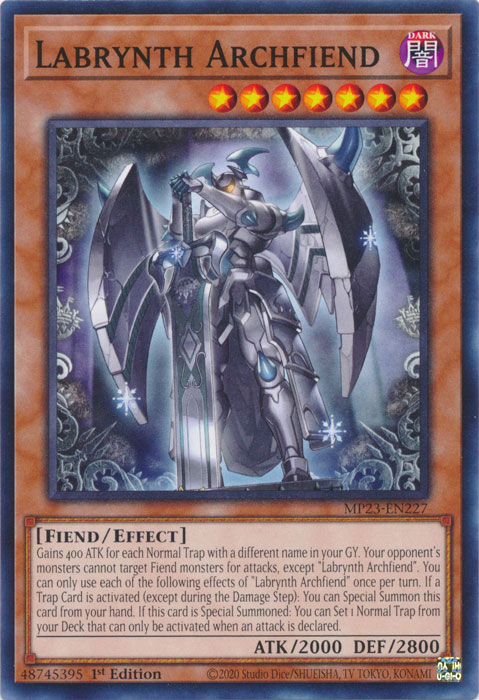 LABRYNTH ARCHFIEND
DARK
闇
MP23-EN227
[FIEND/EFFECT]
Gains 400 ATK for each Normal Trap with a different name in your GY. Your opponent's
monsters cannot target Fiend monsters for attacks, except "Labrynth Archfiend". You
can only use each of the following effects of "Labrynth Archfiend" once per turn. If a
Trap Card is activated (except during the Damage Step): You can Special Summon this
card from your hand. If this card is Special Summoned: You can Set 1 Normal Trap from
your Deck that can only be activated when an attack is declared.
ATK/2000 DEF/2800
48745395 1st Edition ©2020 Studio Dice/SHUEISHA, TV TOKYO, KONAMI